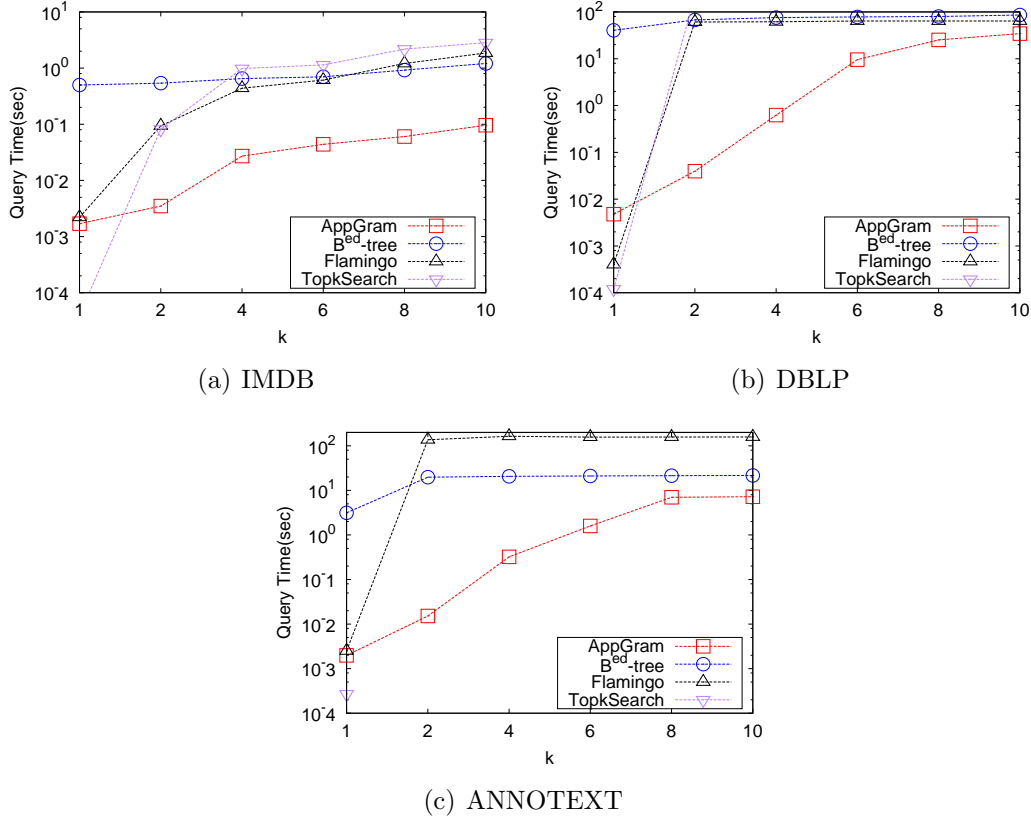 10^1
10^0
10^-1
10^-2
10^-3
10^-4
Query Time(sec)
AppGram
B^ed-tree
Flamingo
TopkSearch
1 2 4 6 8 10
k
(a) IMDB
10^2
10^1
10^0
10^-1
10^-2
10^-3
10^-4
Query Time(sec)
AppGram
B^ed-tree
Flamingo
TopkSearch
1 2 4 6 8 10
k
(b) DBLP
10^2
10^1
10^0
10^-1
10^-2
10^-3
10^-4
Query Time(sec)
AppGram
B^ed-tree
Flamingo
TopkSearch
1 2 4 6 8 10
k
(c) ANNOTEXT